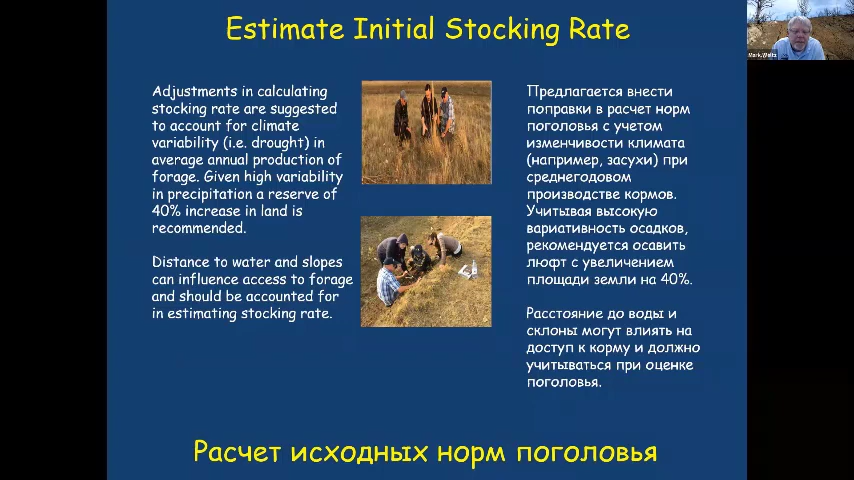 Estimate Initial Stocking Rate
Adjustments in calculating
stocking rate are suggested
to account for climate
variability (i.e. drought) in
average annual production of
forage. Given high variability
in precipitation a reserve of
40% increase in land is
recommended.
Distance to water and slopes
can influence access to forage
and should be accounted for
in estimating stocking rate.
Предлагается внести
поправки в расчет норм
поголовья с учетом
изменчивости климата
(например, засухи) при
среднегодовом
производстве кормов.
Учитывая высокую
вариативность осадков,
рекомендуется осавить
люфт с увеличением
площади земли на 40%.
Расстояние до воды и
склоны могут влиять на
доступ к корму и должно
учитываться при оценке
поголовья.
Расчет исходных норм поголовья
Mark.Weltz